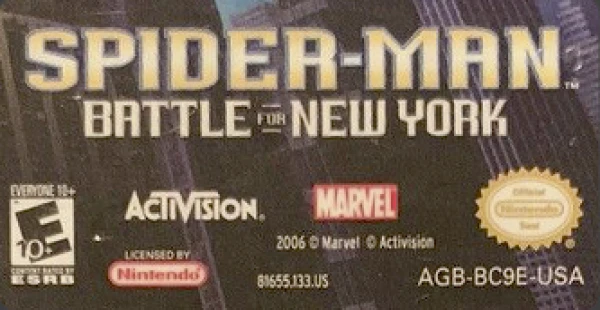 SPIDER-MAN™
BATTLE FOR NEW YORK
EVERYONE 10+
E
10+
CONTENT RATED BY
ESRB
ACTIVISION.
MARVEL
LICENSED BY
Nintendo
2006 © Marvel © Activision
81655.133.US
Official
Nintendo
Seal
AGB-BC9E-USA